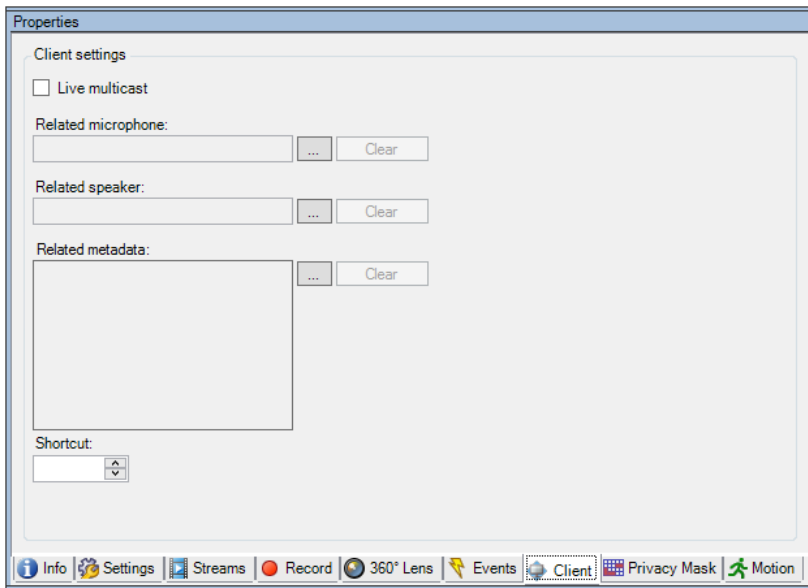 Properties
Client settings
Live multicast
Related microphone:
... Clear
Related speaker:
... Clear
Related metadata:
... Clear
Shortcut:
Info Settings Streams Record 360° Lens Events Client Privacy Mask Motion